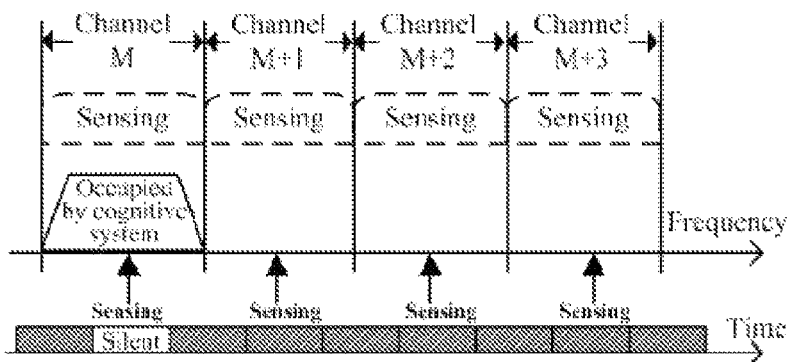 Channel Channel Channel Channel
M M+1 M+2 M+3
Sensing Sensing Sensing Sensing
Occupied
by cognitive
system
Frequency
Sensing Sensing Sensing Sensing
Silent
Time